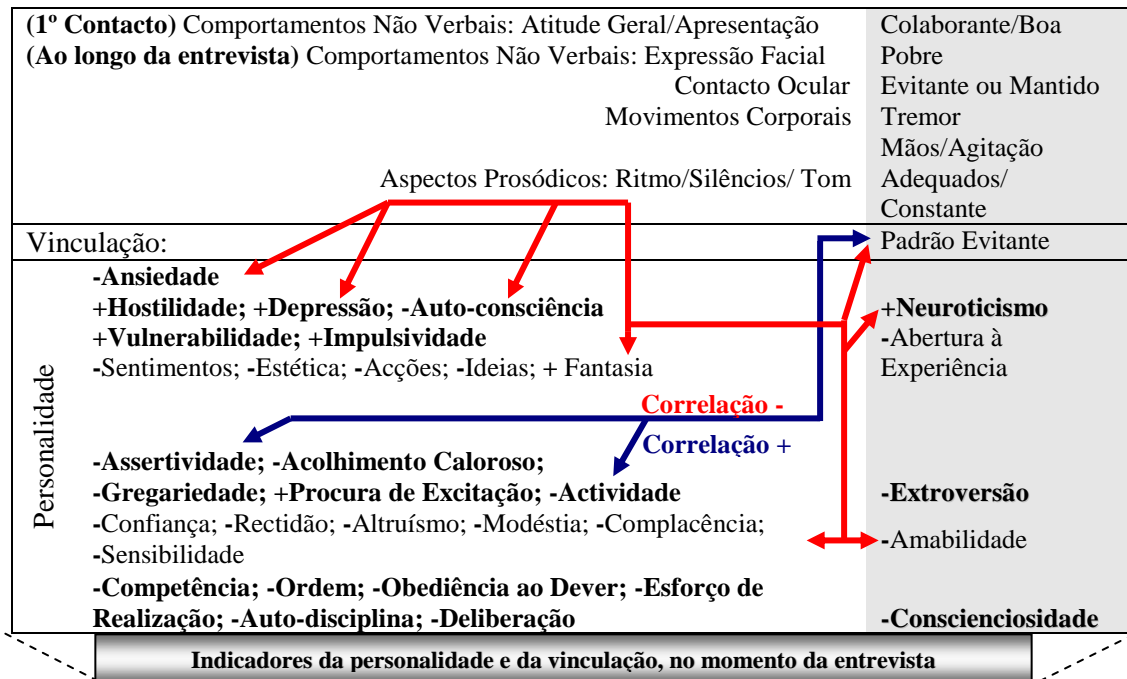 (1º Contacto) Comportamentos Não Verbais: Atitude Geral/Apresentação Colaborante/Boa
(Ao longo da entrevista) Comportamentos Não Verbais: Expressão Facial Pobre
Contacto Ocular Evitante ou Mantido
Movimentos Corporais Tremor
Mãos/Agitação
Aspectos Prosódicos: Ritmo/Silêncios/ Tom Adequados/
Constante
Vinculação: Padrão Evitante
Personalidade
-Ansiedade
+Hostilidade; +Depressão; -Auto-consciência +Neuroticismo
+Vulnerabilidade; +Impulsividade -Abertura à
-Sentimentos; -Estética; -Acções; -Ideias; + Fantasia Experiência
Correlação -
Correlação +
-Assertividade; -Acolhimento Caloroso;
-Gregariedade; +Procura de Excitação; -Actividade -Extroversão
-Confiança; -Rectidão; -Altruísmo; -Modéstia; -Complacência;
-Sensibilidade -Amabilidade
-Competência; -Ordem; -Obediência ao Dever; -Esforço de
Realização; -Auto-disciplina; -Deliberação -Conscienciosidade
Indicadores da personalidade e da vinculação, no momento da entrevista